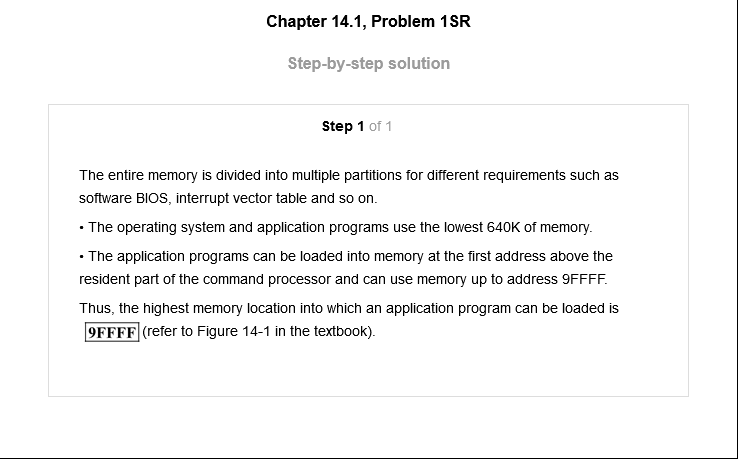 Chapter 14.1, Problem 1SR
Step-by-step solution
Step 1 of 1
The entire memory is divided into multiple partitions for different requirements such as
software BIOS, interrupt vector table and so on.
• The operating system and application programs use the lowest 640K of memory.
• The application programs can be loaded into memory at the first address above the
resident part of the command processor and can use memory up to address 9FFFF.
Thus, the highest memory location into which an application program can be loaded is
9FFFF (refer to Figure 14-1 in the textbook).